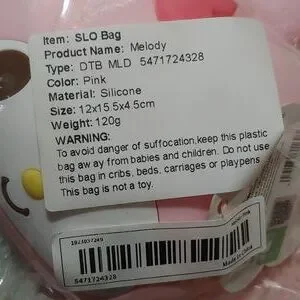 Item: SLO Bag
Product Name: Melody
Type: DTB MLD 5471724328
Color: Pink
Material: Silicone
Size: 12x15.5x4.5cm
Weight: 120g
WARNING:
To avoid danger of suffocation,keep this plastic
bag aw ay from babies and children. Do not use
this bag in cribs, beds, carriages or playpens
This bag is not a toy.
5471724328
Made In China